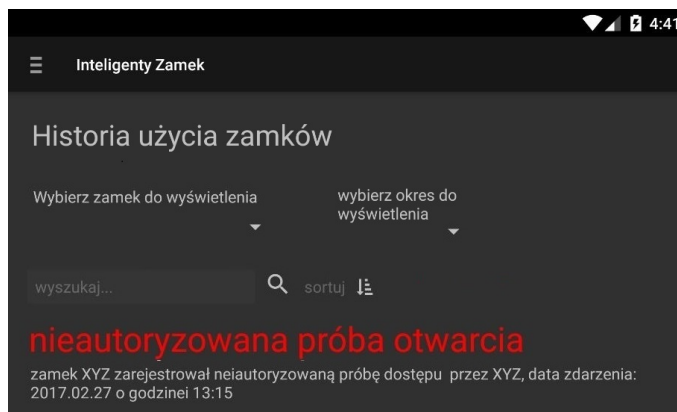 4:41
Inteligenty Zamek
Historia użycia zamków
Wybierz zamek do wyświetlenia
wybierz okres do
wyświetlenia
wyszukaj...
sortuj
nieautoryzowana próba otwarcia
zamek XYZ zarejestrował neiautoryzowaną próbę dostępu przez XYZ, data zdarzenia:
2017.02.27 o godzinei 13:15